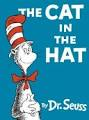 THE CAT
IN THE
HAT
By Dr. Seuss